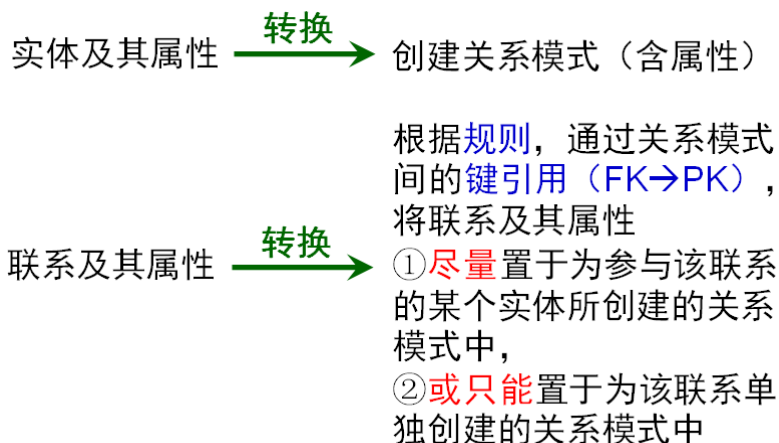 实体及其属性 转换 创建关系模式（含属性）
根据规则，通过关系模式
间的键引用（FK→PK），
将联系及其属性
联系及其属性 转换 ①尽量置于为参与该联系
的某个实体所创建的关系
模式中，
②或只能置于为该联系单
独创建的关系模式中